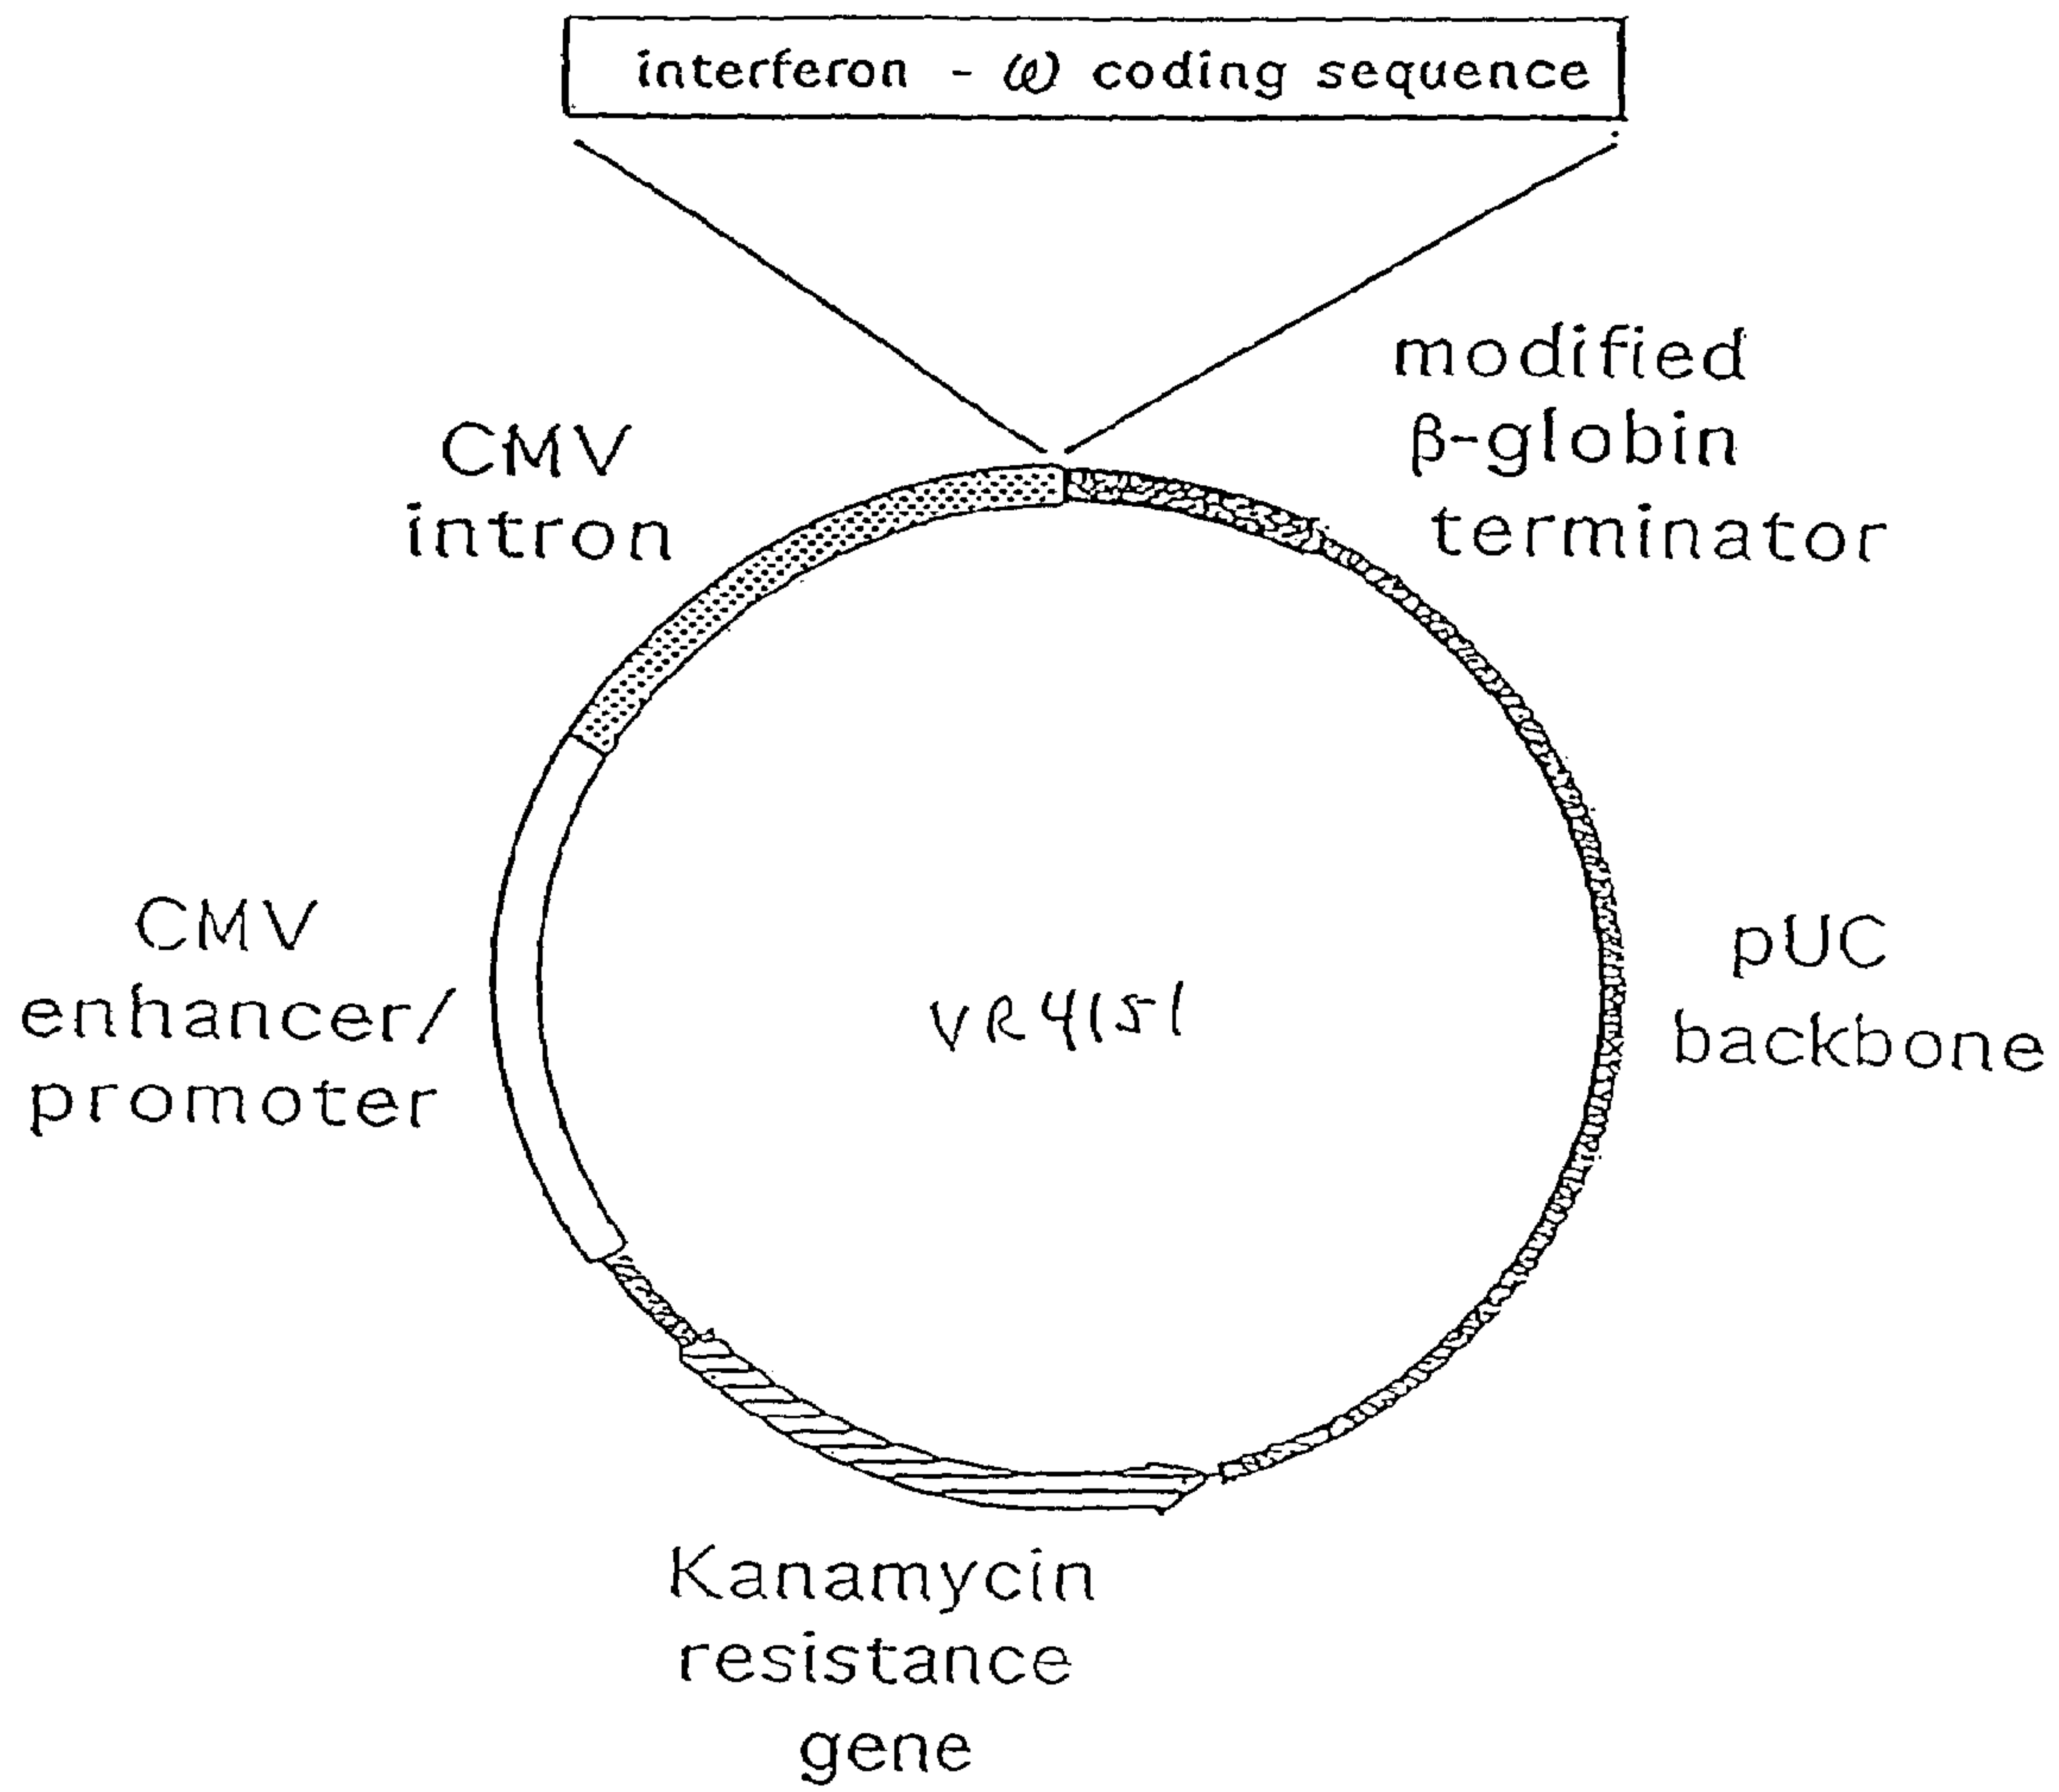 interferon - ω coding sequence
modified
β-globin
terminator
CMV
intron
CMV
enhancer/
promoter
VR4151
pUC
backbone
Kanamycin
resistance
gene